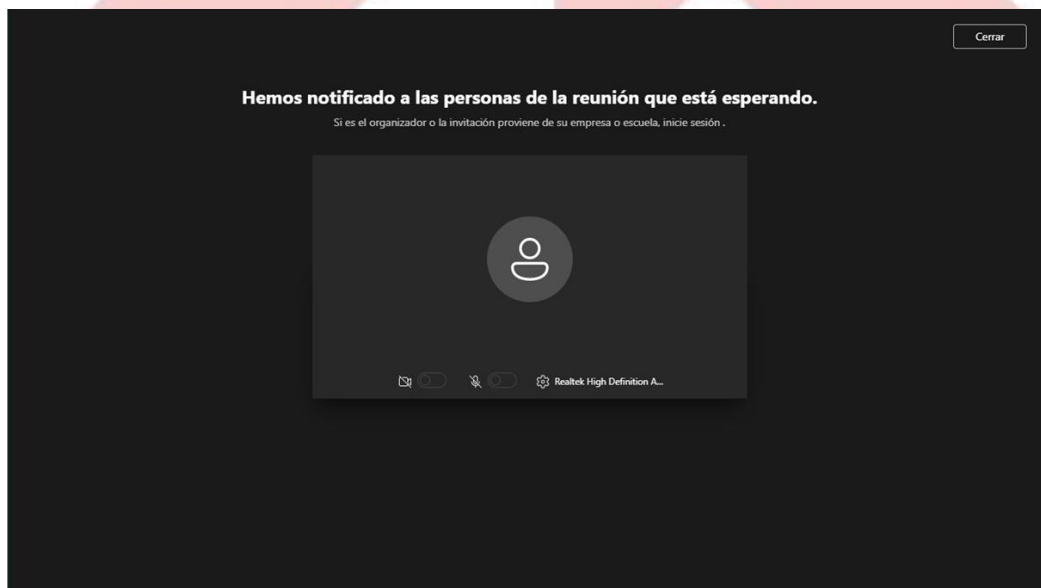 Cerrar
Hemos notificado a las personas de la reunión que está esperando.
Si es el organizador o la invitación proviene de su empresa o escuela, inicie sesión .
Realtek High Definition A...